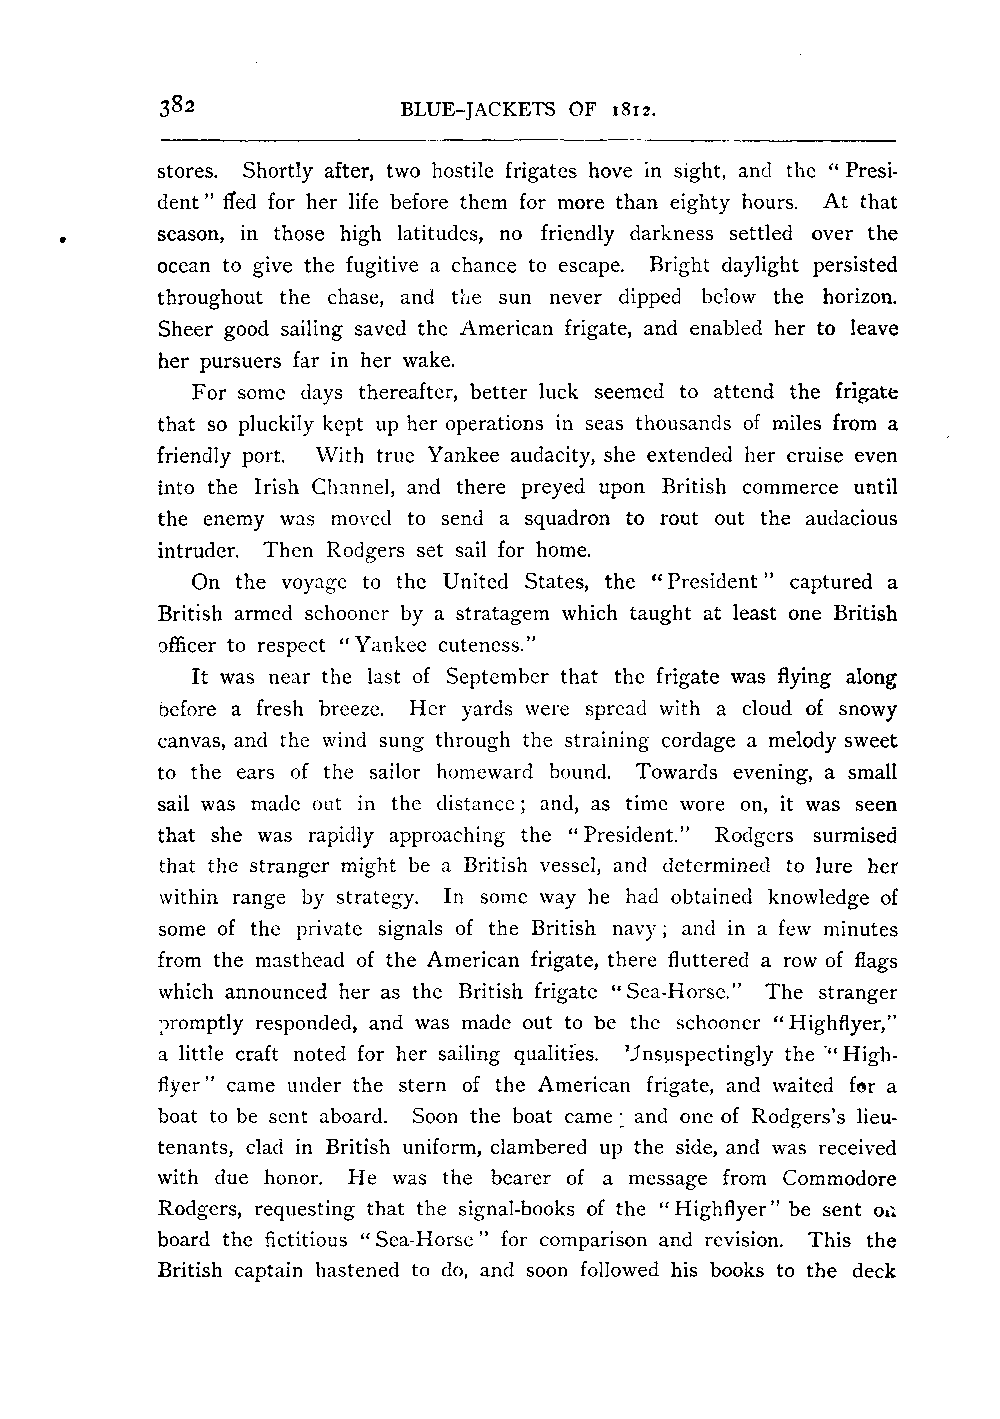 382 BLUE-JACKETS OF 1812.
stores. Shortly after, two hostile frigates hove in sight, and the “Presi-
dent” fled for her life before them for more than eighty hours. At that
season, in those high latitudes, no friendly darkness settled over the
ocean to give the fugitive a chance to escape. Bright daylight persisted
throughout the chase, and the sun never dipped below the horizon.
Sheer good sailing saved the American frigate, and enabled her to leave
her pursuers far in her wake.
For some days thereafter, better luck seemed to attend the frigate
that so pluckily kept up her operations in seas thousands of miles from a
friendly port. With true Yankee audacity, she extended her cruise even
into the Irish Channel, and there preyed upon British commerce until
the enemy was moved to send a squadron to rout out the audacious
intruder. Then Rodgers set sail for home.
On the voyage to the United States, the “President” captured a
British armed schooner by a stratagem which taught at least one British
officer to respect “Yankee cuteness.”
It was near the last of September that the frigate was flying along
before a fresh breeze. Her yards were spread with a cloud of snowy
canvas, and the wind sung through the straining cordage a melody sweet
to the ears of the sailor homeward bound. Towards evening, a small
sail was made out in the distance; and, as time wore on, it was seen
that she was rapidly approaching the “President.” Rodgers surmised
that the stranger might be a British vessel, and determined to lure her
within range by strategy. In some way he had obtained knowledge of
some of the private signals of the British navy; and in a few minutes
from the masthead of the American frigate, there fluttered a row of flags
which announced her as the British frigate “Sea-Horse.” The stranger
promptly responded, and was made out to be the schooner “Highflyer,”
a little craft noted for her sailing qualities. Unsuspectingly the “High-
flyer” came under the stern of the American frigate, and waited for a
boat to be sent aboard. Soon the boat came; and one of Rodgers's lieu-
tenants, clad in British uniform, clambered up the side, and was received
with due honor. He was the bearer of a message from Commodore
Rodgers, requesting that the signal-books of the “Highflyer” be sent on
board the fictitious “Sea-Horse” for comparison and revision. This the
British captain hastened to do, and soon followed his books to the deck